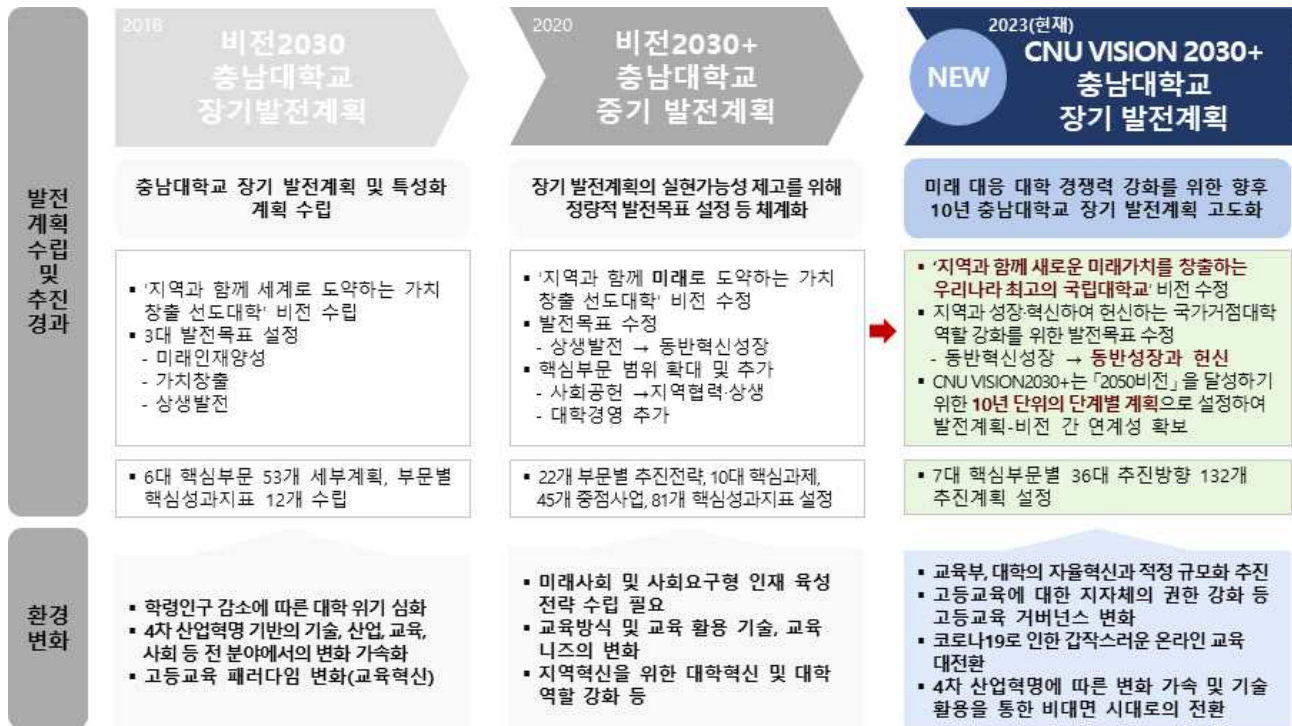 발전
계획
수립
및
추진
경과
2018
비전2030
충남대학교
장기발전계획
충남대학교 장기 발전계획 및 특성화
계획 수립
▪ '지역과 함께 세계로 도약하는 가치
창출 선도대학' 비전 수립
▪ 3대 발전목표 설정
- 미래인재양성
- 가치창출
- 상생발전
▪ 6대 핵심부문 53개 세부계획, 부문별
핵심성과지표 12개 수립
2020
비전2030+
충남대학교
중기 발전계획
장기 발전계획의 실현가능성 제고를 위해
정량적 발전목표 설정 등 체계화
▪ '지역과 함께 미래로 도약하는 가치
창출 선도대학' 비전 수정
▪ 발전목표 수정
- 상생발전 → 동반혁신성장
▪ 핵심부문 범위 확대 및 추가
- 사회공헌 →지역협력·상생
- 대학경영 추가
▪ 22개 부문별 추진전략, 10대 핵심과제,
45개 중점사업, 81개 핵심성과지표 설정
2023(현재)
NEW
CNU VISION 2030+
충남대학교
장기 발전계획
미래 대응 대학 경쟁력 강화를 위한 향후
10년 충남대학교 장기 발전계획 고도화
▪ '지역과 함께 새로운 미래가치를 창출하는
우리나라 최고의 국립대학교' 비전 수정
▪ 지역과 성장·혁신하여 헌신하는 국가거점대학
역할 강화를 위한 발전목표 수정
- 동반혁신성장 → 동반성장과 헌신
▪ CNU VISION2030+는 「2050비전」을 달성하기
위한 10년 단위의 단계별 계획으로 설정하여
발전계획-비전 간 연계성 확보
▪ 7대 핵심부문별 36대 추진방향 132개
추진계획 설정
환경
변화
▪ 학령인구 감소에 따른 대학 위기 심화
▪ 4차 산업혁명 기반의 기술, 산업, 교육,
사회 등 전 분야에서의 변화 가속화
▪ 고등교육 패러다임 변화(교육혁신)
▪ 미래사회 및 사회요구형 인재 육성
전략 수립 필요
▪ 교육방식 및 교육 활용 기술, 교육
니즈의 변화
▪ 지역혁신을 위한 대학혁신 및 대학
역할 강화 등
▪ 교육부, 대학의 자율혁신과 적정 규모화 추진
▪ 고등교육에 대한 지자체의 권한 강화 등
고등교육 거버넌스 변화
▪ 코로나19로 인한 갑작스러운 온라인 교육
대전환
▪ 4차 산업혁명에 따른 변화 가속 및 기술
활용을 통한 비대면 시대로의 전환